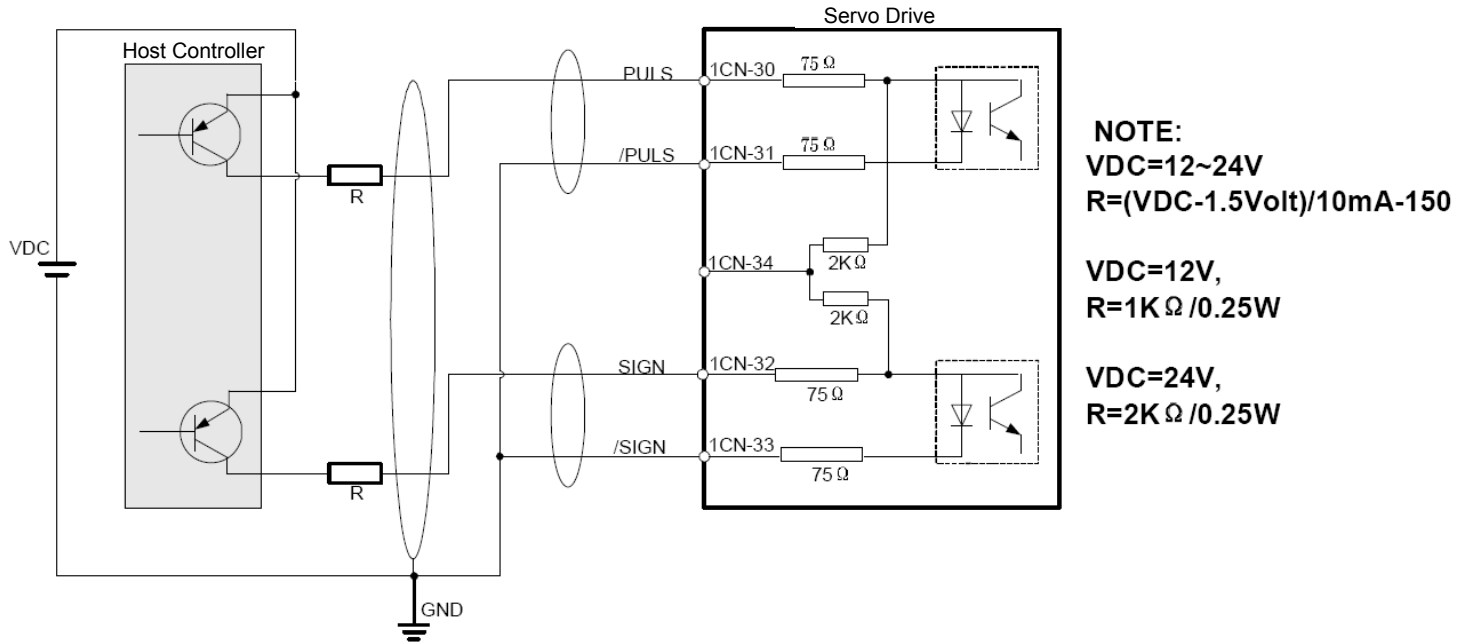 Servo Drive
Host Controller
PULS
1CN-30
75 Ω
/PULS
1CN-31
75 Ω
R
NOTE:
VDC=12~24V
R=(VDC-1.5Volt)/10mA-150
VDC
1CN-34
2K Ω
2K Ω
VDC=12V,
R=1K Ω /0.25W
SIGN
1CN-32
75 Ω
VDC=24V,
R=2K Ω /0.25W
/SIGN
1CN-33
75 Ω
R
GND